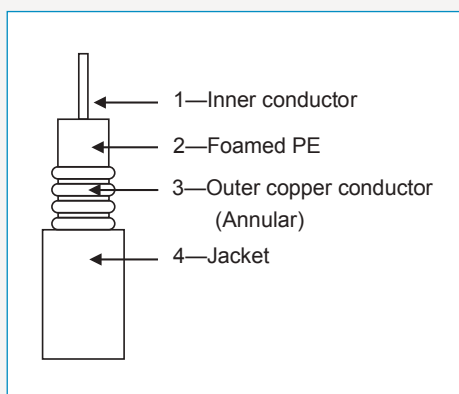 1—Inner conductor
2—Foamed PE
3—Outer copper conductor
(Annular)
4—Jacket